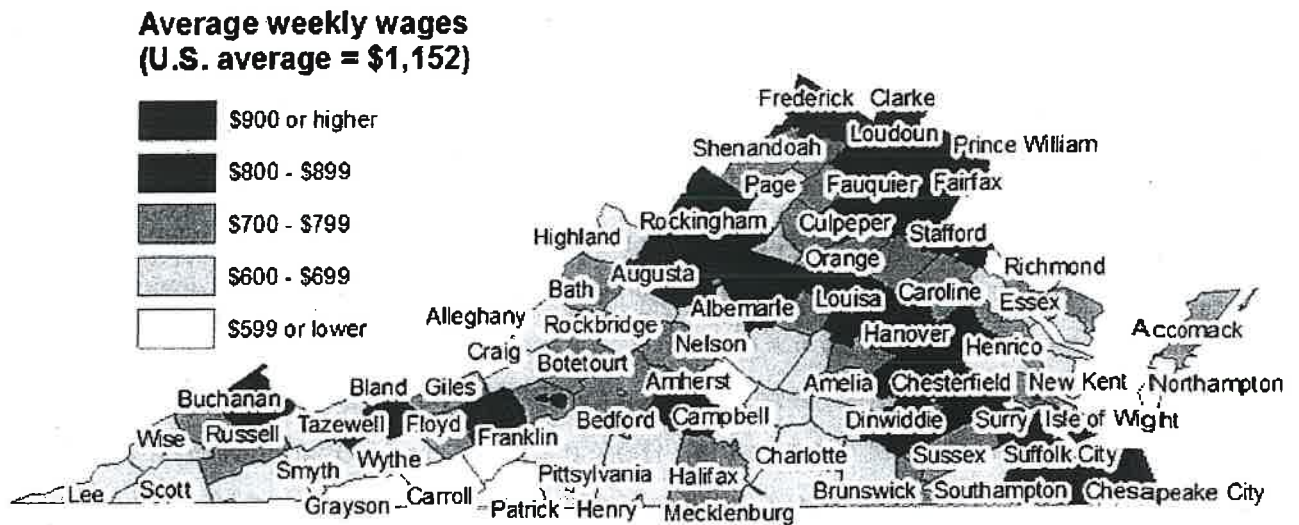 Average weekly wages
(U.S. average = $1,152)
$900 or higher
$800 - $899
$700 - $799
$600 - $699
$599 or lower
Frederick Clarke
Loudoun
Shenandoah
Prince William
Page
Fauquier
Fairfax
Rockingham
Culpeper
Highland
Stafford
Orange
Richmond
Augusta
Bath
Albemarle
Louisa
Caroline
Essex
Alleghany
Rockbridge
Hanover
Accomack
Craig
Nelson
Henrico
Botetourt
Bland
Giles
Amherst
Amelia
Chesterfield
New Kent
Northampton
Buchanan
Bedford
Campbell
Dinwiddie
Surry
Isle of Wight
Wise
Russell
Tazewell
Floyd
Franklin
Charlotte
Sussex
Suffolk City
Wythe
Smyth
Pittsylvania
Halifax
Lee
Scott
Grayson
Carroll
Patrick
Henry
Mecklenburg
Brunswick
Southampton
Chesapeake City